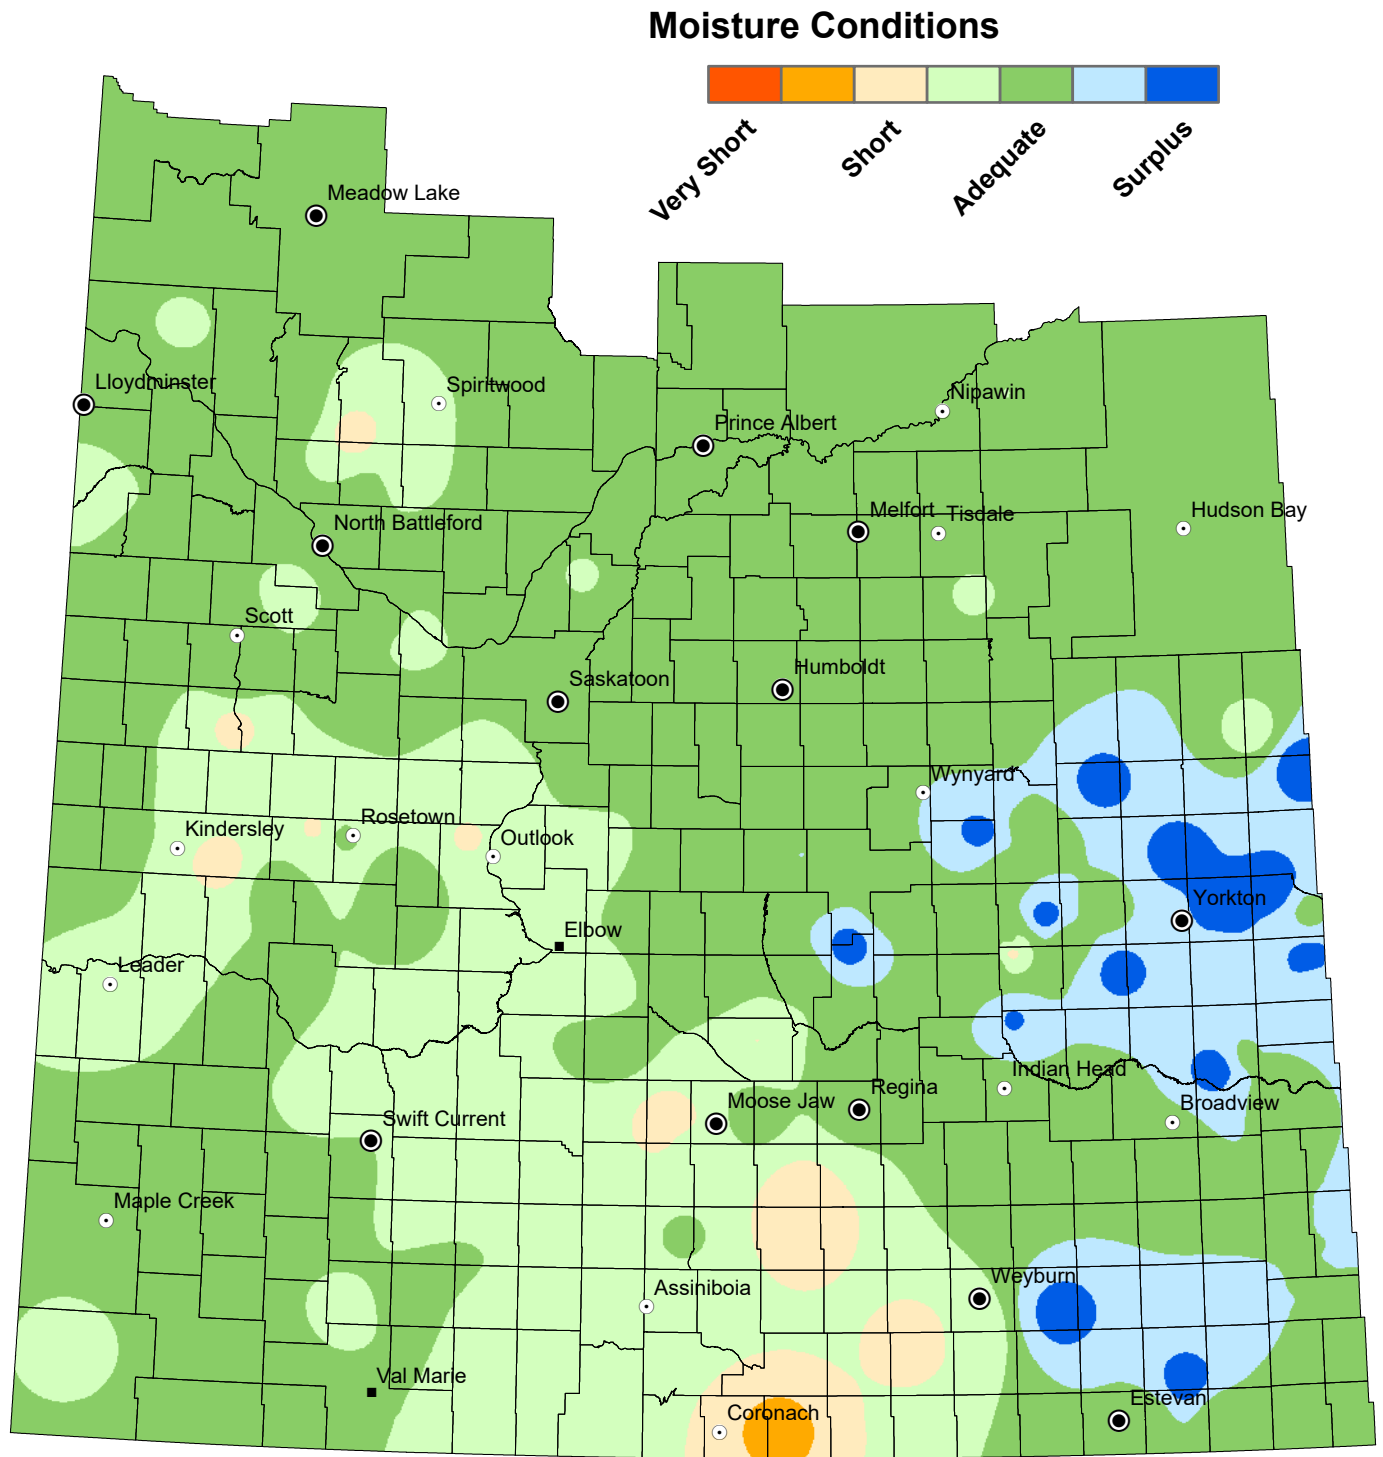 Moisture Conditions
Very Short
Short
Adequate
Surplus
Meadow Lake
Lloydminster
Spiritwood
Nipawin
Prince Albert
North Battleford
Melfort
Tisdale
Hudson Bay
Scott
Saskatoon
Humboldt
Wynyard
Kindersley
Rosetown
Outlook
Yorkton
Elbow
Leader
Indian Head
Regina
Moose Jaw
Broadview
Swift Current
Maple Creek
Assiniboia
Weyburn
Val Marie
Coronach
Estevan